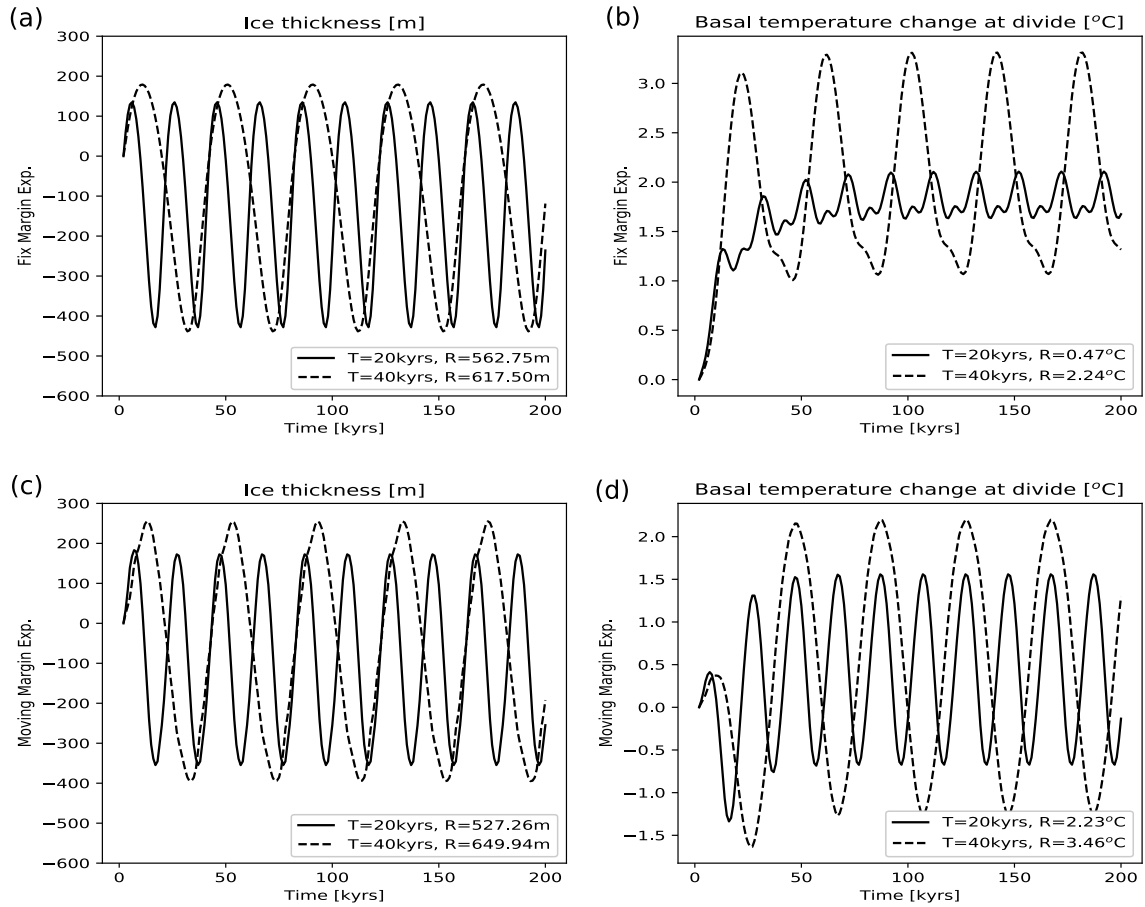 (a)
Ice thickness [m]
Fix Margin Exp.
300
200
100
0
−100
−200
−300
−400
−500
−600
0
50
100
150
200
Time [kyrs]
T=20kyrs, R=562.75m
T=40kyrs, R=617.50m
(b)
Basal temperature change at divide [°C]
Fix Margin Exp.
3.0
2.5
2.0
1.5
1.0
0.5
0.0
0
50
100
150
200
Time [kyrs]
T=20kyrs, R=0.47°C
T=40kyrs, R=2.24°C
(c)
Ice thickness [m]
Moving Margin Exp.
300
200
100
0
−100
−200
−300
−400
−500
−600
0
50
100
150
200
Time [kyrs]
T=20kyrs, R=527.26m
T=40kyrs, R=649.94m
(d)
Basal temperature change at divide [°C]
Moving Margin Exp.
2.0
1.5
1.0
0.5
0.0
−0.5
−1.0
−1.5
0
50
100
150
200
Time [kyrs]
T=20kyrs, R=2.23°C
T=40kyrs, R=3.46°C